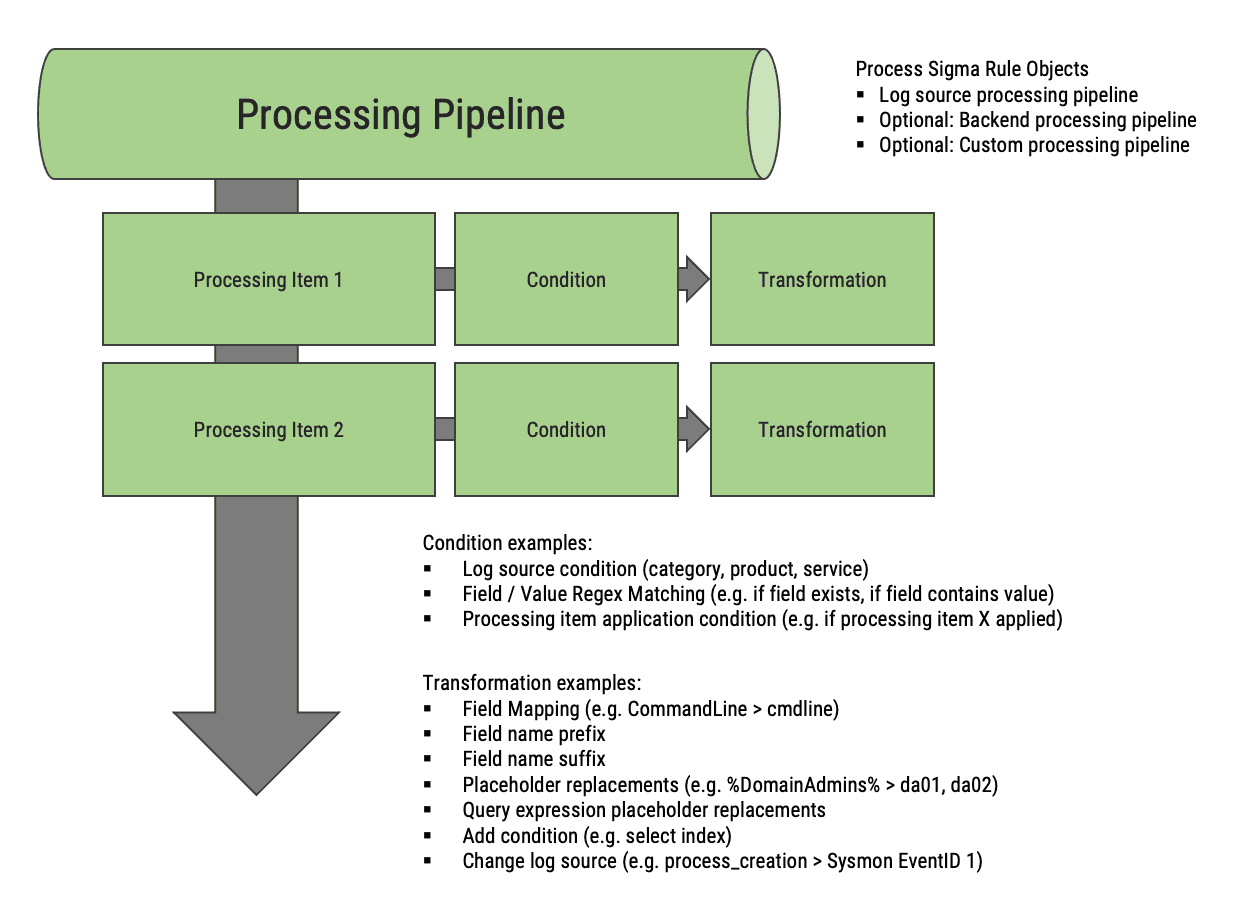 Processing Pipeline
Process Sigma Rule Objects
▪ Log source processing pipeline
▪ Optional: Backend processing pipeline
▪ Optional: Custom processing pipeline
Processing Item 1
Condition
Transformation
Processing Item 2
Condition
Transformation
Condition examples:
▪ Log source condition (category, product, service)
▪ Field / Value Regex Matching (e.g. if field exists, if field contains value)
▪ Processing item application condition (e.g. if processing item X applied)
Transformation examples:
▪ Field Mapping (e.g. CommandLine > cmdline)
▪ Field name prefix
▪ Field name suffix
▪ Placeholder replacements (e.g. %DomainAdmins% > da01, da02)
▪ Query expression placeholder replacements
▪ Add condition (e.g. select index)
▪ Change log source (e.g. process_creation > Sysmon EventID 1)